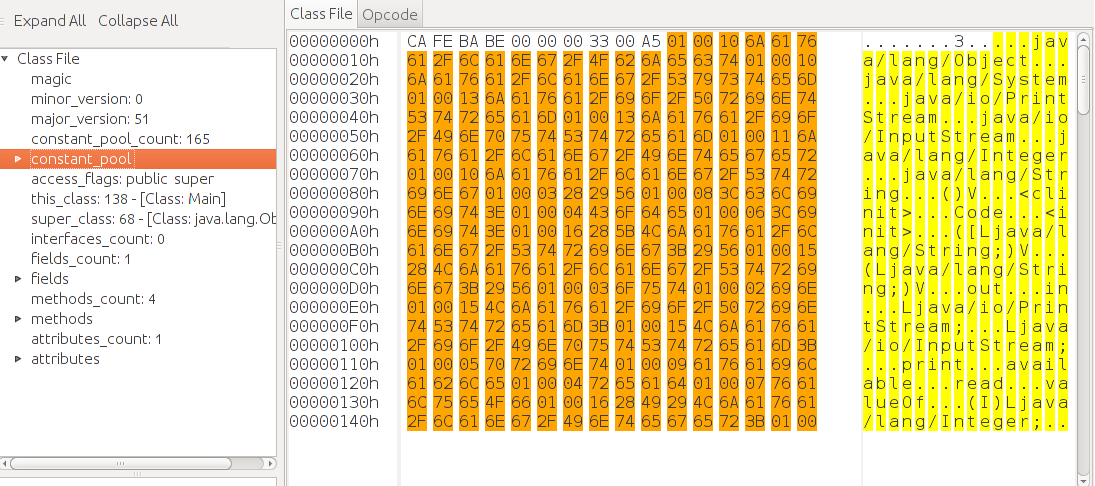 Expand All Collapse All
Class File
magic
minor_version: 0
major_version: 51
constant_pool_count: 165
constant_pool
access_flags: public super
this_class: 138 - [Class: Main]
super_class: 68 - [Class: java.lang.Ob
interfaces_count: 0
fields_count: 1
fields
methods_count: 4
methods
attributes_count: 1
attributes
Class File Opcode
00000000h CA FE BA BE 00 00 00 33 00 A5 01 00 10 6A 61 76 .......3.....jav
00000010h 61 2F 6C 61 6E 67 2F 4F 62 6A 65 63 74 01 00 10 a/lang/Object...
00000020h 6A 61 76 61 2F 6C 61 6E 67 2F 53 79 73 74 65 6D java/lang/System
00000030h 01 00 13 6A 61 76 61 2F 69 6F 2F 50 72 69 6E 74 ...java/io/Print
00000040h 53 74 72 65 61 6D 01 00 13 6A 61 76 61 2F 69 6F Stream...java/io
00000050h 2F 49 6E 70 75 74 53 74 72 65 61 6D 01 00 11 6A /InputStream...j
00000060h 61 76 61 2F 6C 61 6E 67 2F 49 6E 74 65 67 65 72 ava/lang/Integer
00000070h 01 00 10 6A 61 76 61 2F 6C 61 6E 67 2F 53 74 72 ...java/lang/Str
00000080h 69 6E 67 01 00 03 28 29 56 01 00 08 3C 63 6C 69 ing...()V...<cli
00000090h 6E 69 74 3E 01 00 04 43 6F 64 65 01 00 06 3C 69 nit>...Code...<i
000000A0h 6E 69 74 3E 01 00 16 28 5B 4C 6A 61 76 61 2F 6C nit>...([Ljava/l
000000B0h 61 6E 67 2F 53 74 72 69 6E 67 3B 29 56 01 00 15 ang/String;)V...
000000C0h 28 4C 6A 61 76 61 2F 6C 61 6E 67 2F 53 74 72 69 (Ljava/lang/Stri
000000D0h 6E 67 3B 29 56 01 00 03 6F 75 74 01 00 02 69 6E ng;)V...out...in
000000E0h 01 00 15 4C 6A 61 76 61 2F 69 6F 2F 50 72 69 6E ...Ljava/io/Prin
000000F0h 74 53 74 72 65 61 6D 3B 01 00 15 4C 6A 61 76 61 tStream;...Ljava
00000100h 2F 69 6F 2F 49 6E 70 75 74 53 74 72 65 61 6D 3B /io/InputStream;
00000110h 01 00 05 70 72 69 6E 74 01 00 09 61 76 61 69 6C ...print...avail
00000120h 61 62 6C 65 01 00 04 72 65 61 64 01 00 07 76 61 able...read...va
00000130h 6C 75 65 4F 66 01 00 16 28 49 29 4C 6A 61 76 61 lueOf...(I)Ljava
00000140h 2F 6C 61 6E 67 2F 49 6E 74 65 67 65 72 3B 01 00 /lang/Integer;..